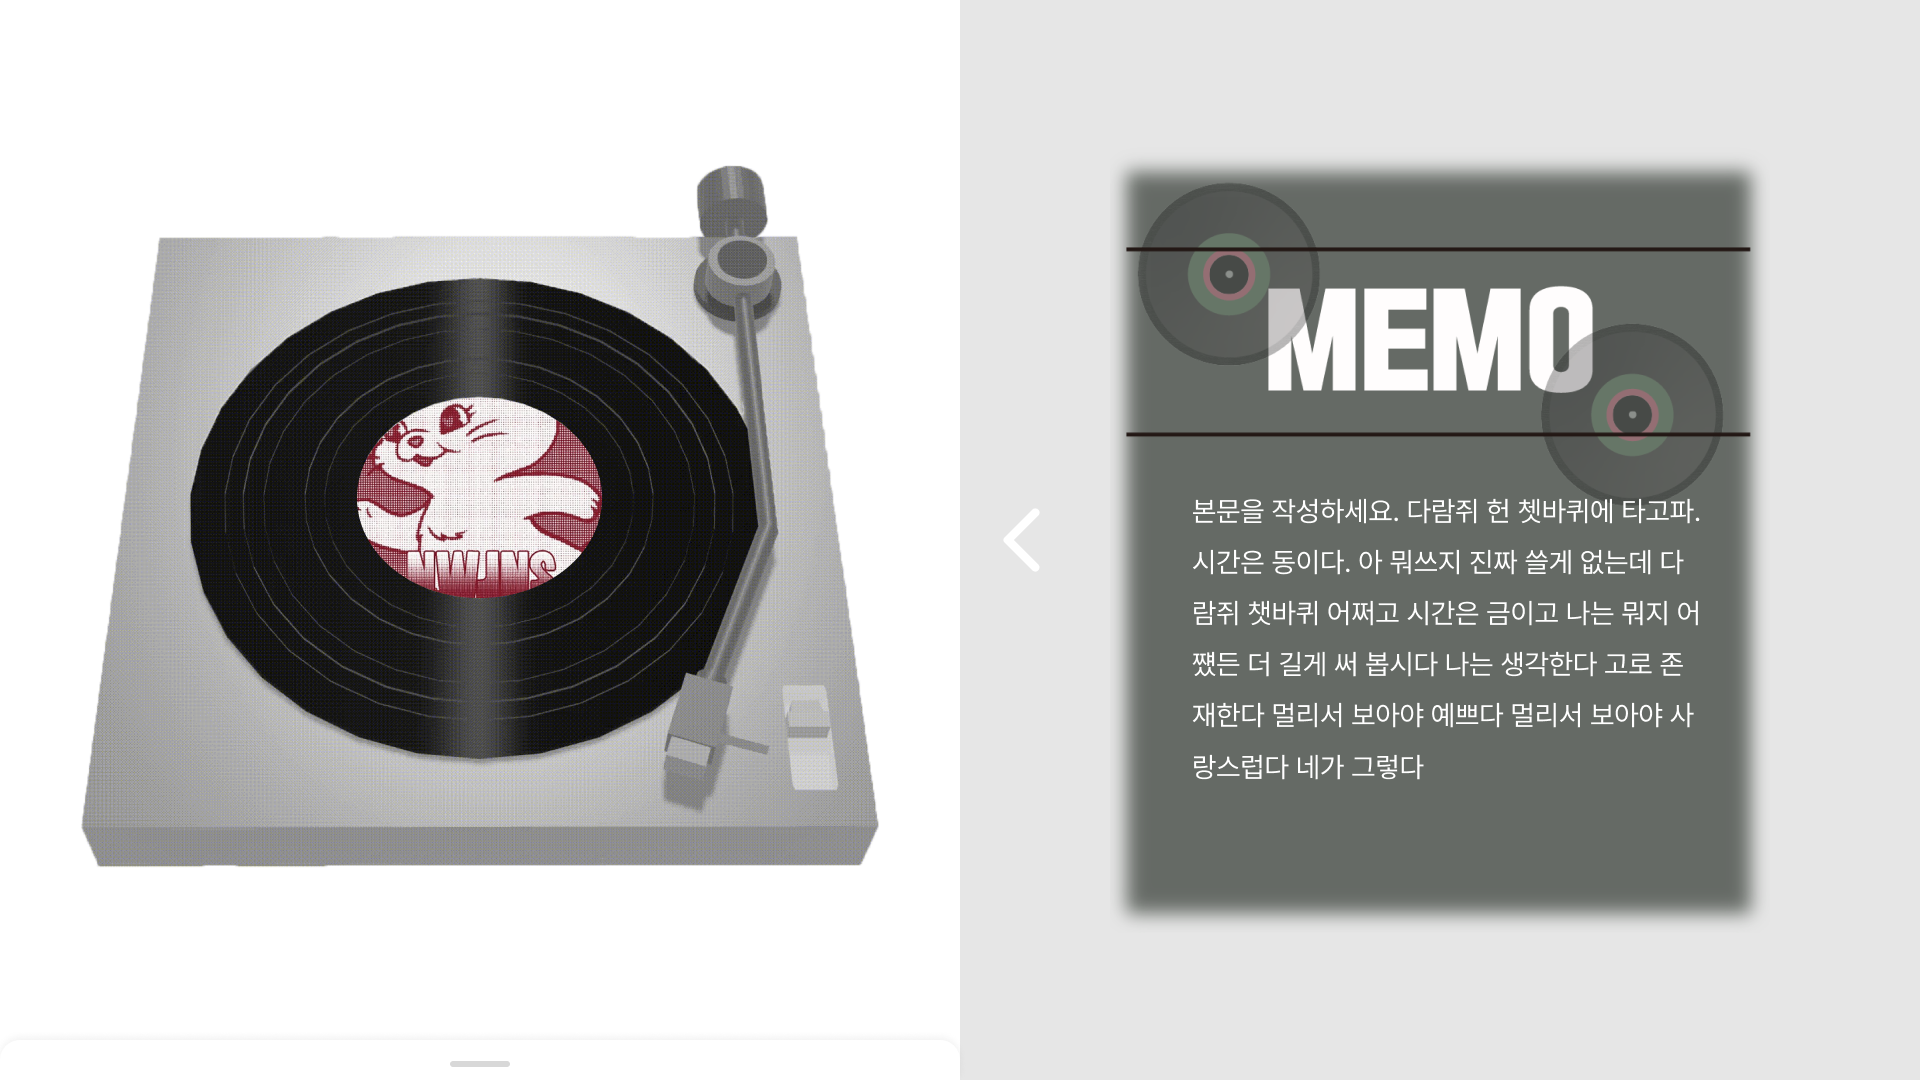 NWJNS
MEMO
본문을 작성하세요. 다람쥐 헌 쳇바퀴에 타고파.
시간은 동이다. 아 뭐쓰지 진짜 쓸게 없는데 다
람쥐 챗바퀴 어쩌고 시간은 금이고 나는 뭐지 어
쨌든 더 길게 써 봅시다 나는 생각한다 고로 존
재한다 멀리서 보아야 예쁘다 멀리서 보아야 사
랑스럽다 네가 그렇다